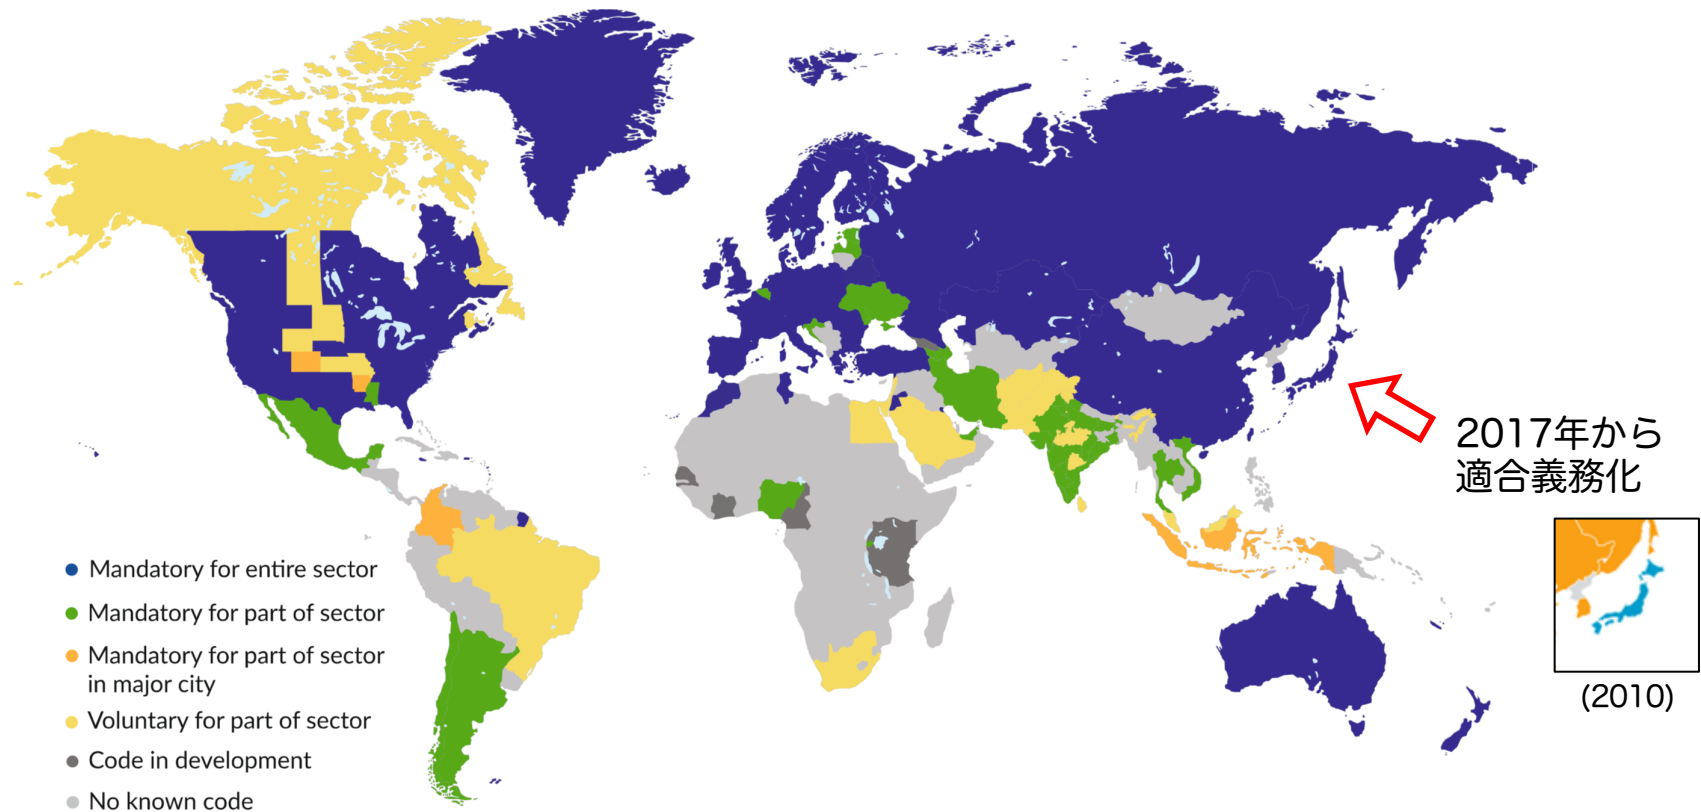 2017年から
適合義務化
(2010)
Mandatory for entire sector
Mandatory for part of sector
Mandatory for part of sector
in major city
Voluntary for part of sector
Code in development
No known code